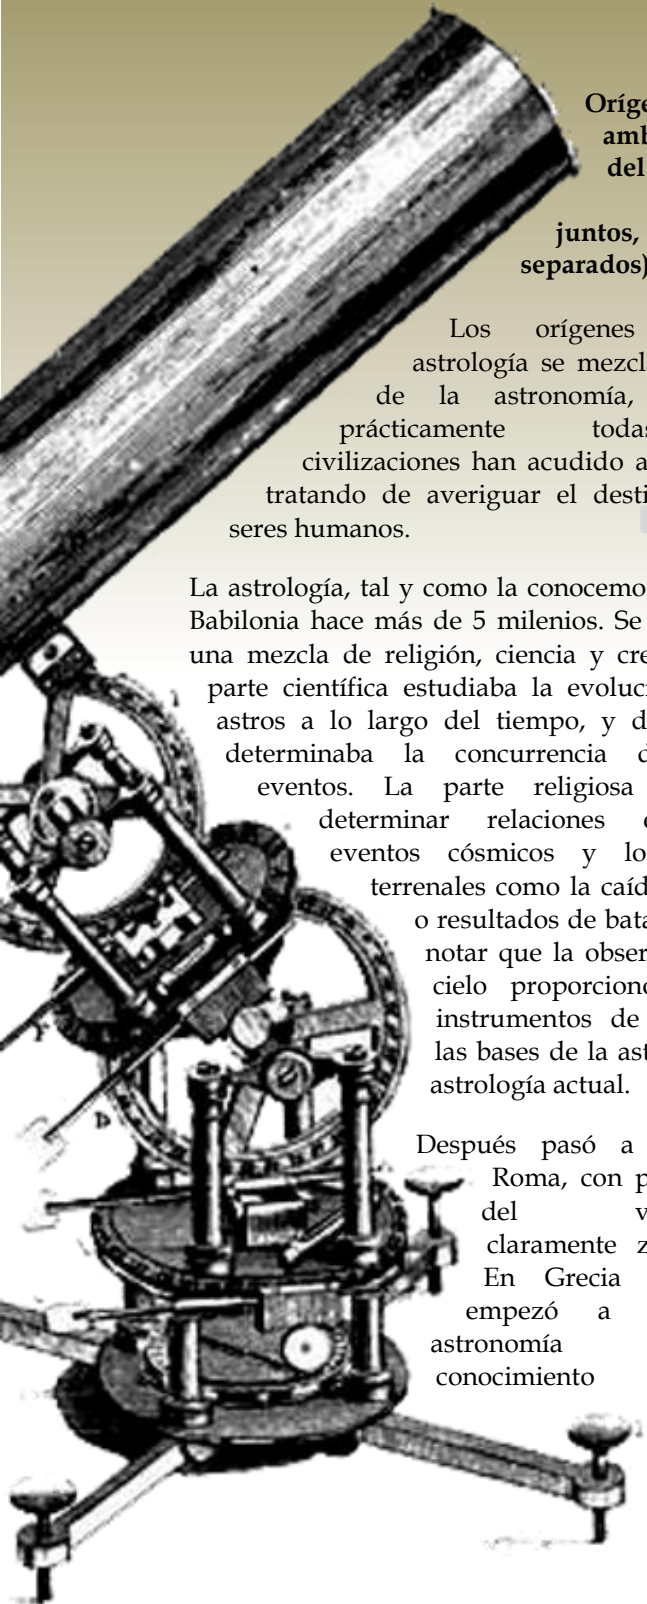 Oríge
amb
del
juntos,
separados)
Los orígenes
astrología se mezcl
de la astronomía,
prácticamente todas
civilizaciones han acudido a
tratando de averiguar el desti
seres humanos.
La astrología, tal y como la conocemo
Babilonia hace más de 5 milenios. Se
una mezcla de religión, ciencia y cre
parte científica estudiaba la evoluci
astros a lo largo del tiempo, y d
determinaba la concurrencia d
eventos. La parte religiosa
determinar relaciones e
eventos cósmicos y lo
terrenales como la caíd
o resultados de bata
notar que la obser
cielo proporcion
instrumentos de
las bases de la ast
astrología actual.
Después pasó a
Roma, con p
del v
claramente z
En Grecia
empezó a
astronomía
conocimiento
F
D